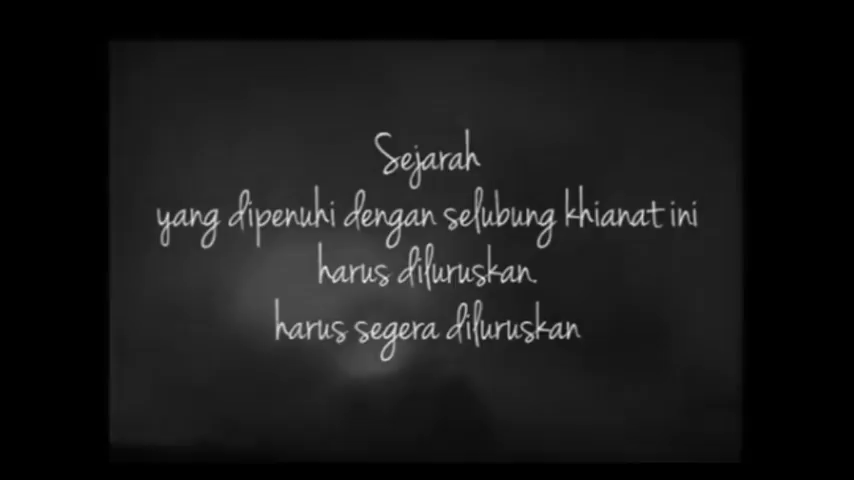 Sejarah
yang dipenuhi dengan selubung khianat ini
harus diluruskan.
harus segera diluruskan